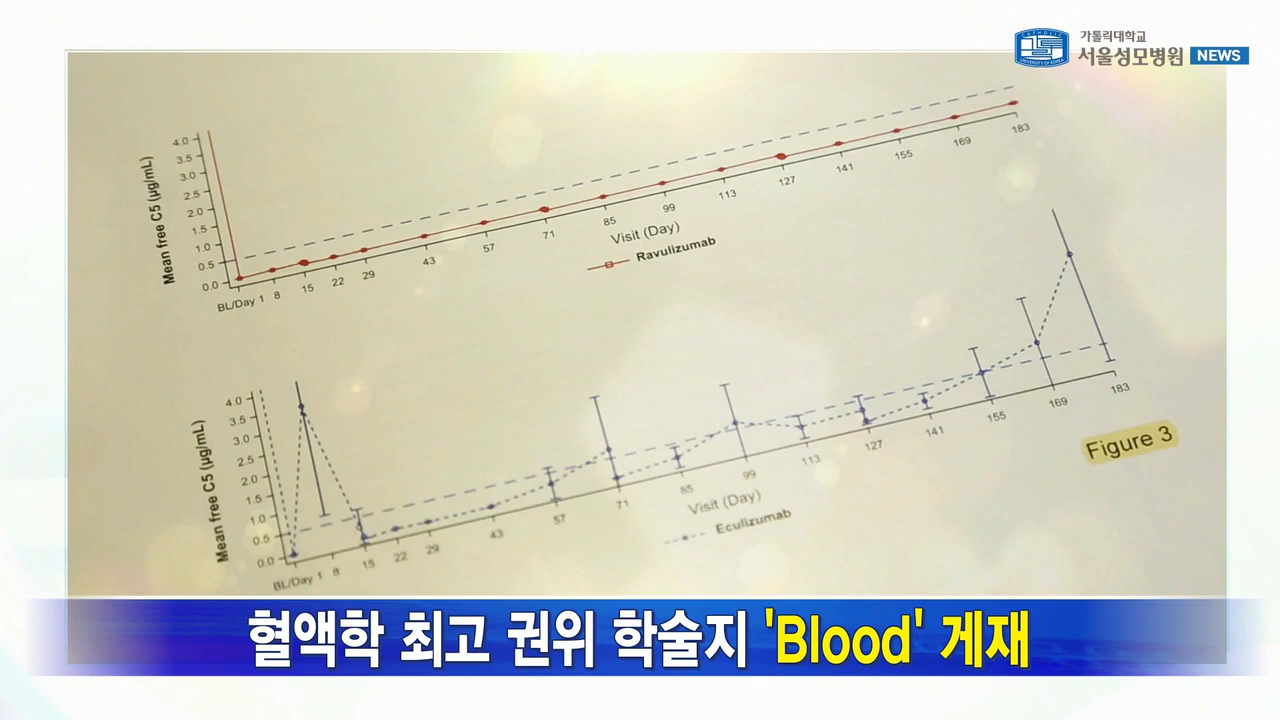 CATHOLIC
UNIVERSITY OF KOREA
가톨릭대학교
서울성모병원 NEWS
Mean free C5 (µg/mL)
4.0
3.5
3.0
2.5
2.0
1.5
1.0
0.5
0.0
BL/Day 1 8 15 22 29 43 57 71 85 99 113 127 141 155 169 183
Visit (Day)
Ravulizumab
Mean free C5 (µg/mL)
4.0
3.5
3.0
2.5
2.0
1.5
1.0
0.5
0.0
BL/Day 1 8 15 22 29 43 57 71 85 99 113 127 141 155 169 183
Visit (Day)
Eculizumab
Figure 3
혈액학 최고 권위 학술지 'Blood' 게재